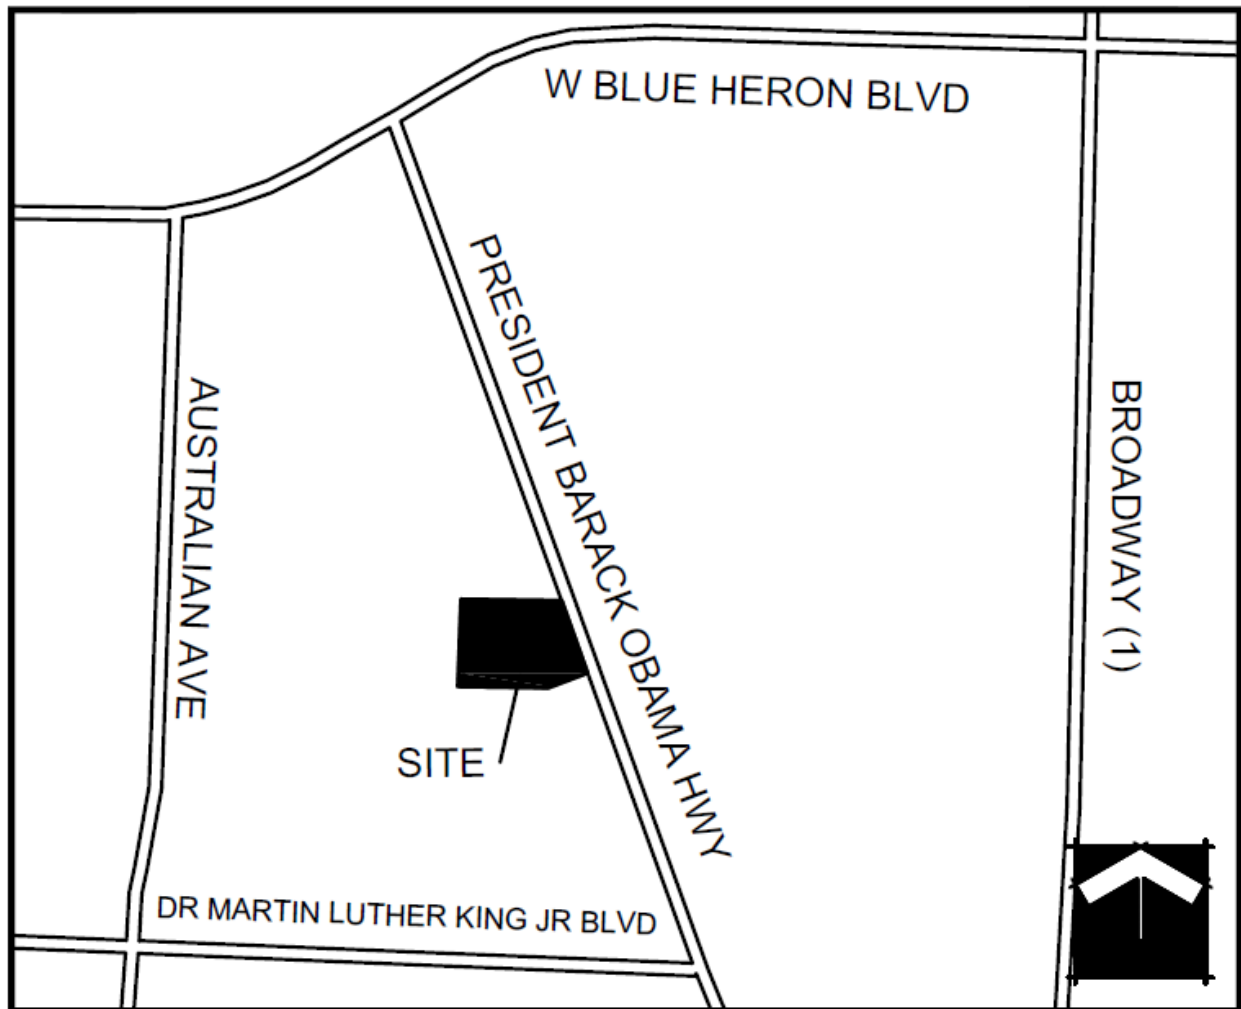 W BLUE HERON BLVD
PRESIDENT BARACK OBAMA HWY
AUSTRALIAN AVE
BROADWAY (1)
SITE
DR MARTIN LUTHER KING JR BLVD